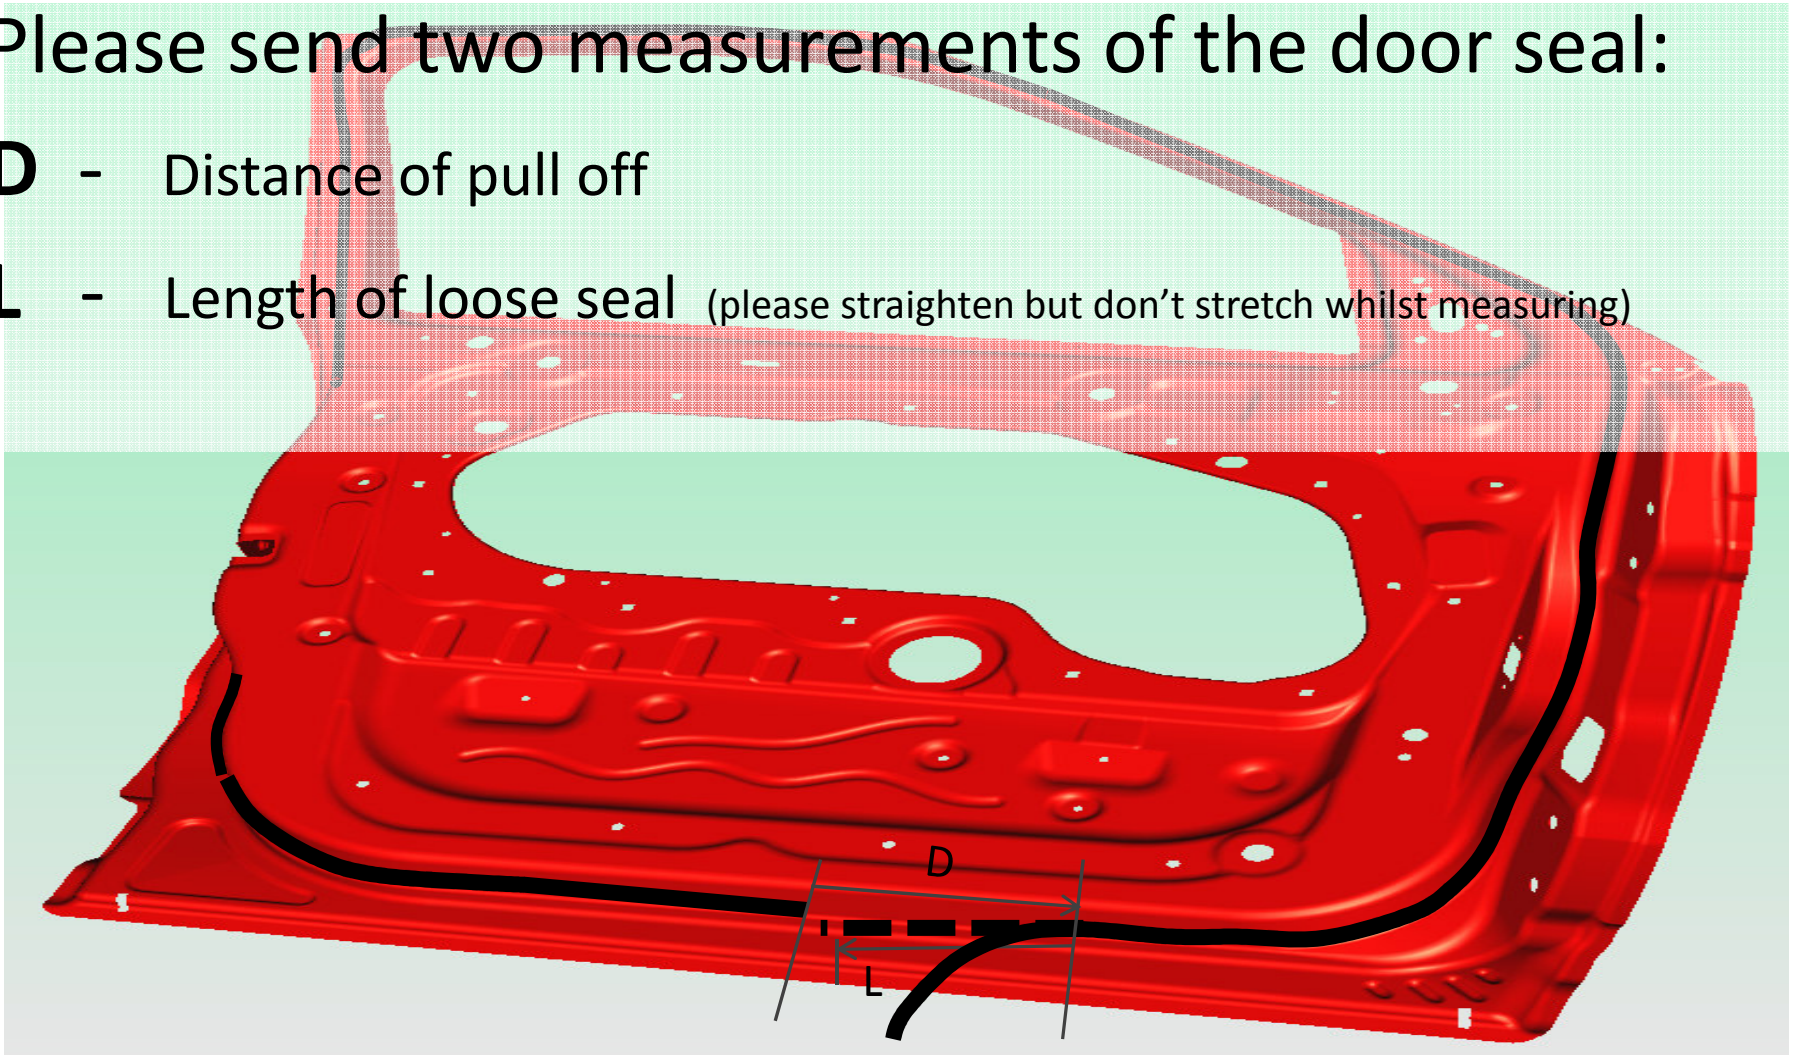 Please send two measurements of the door seal:
D - Distance of pull off
L - Length of loose seal (please straighten but don’t stretch whilst measuring)
D
L